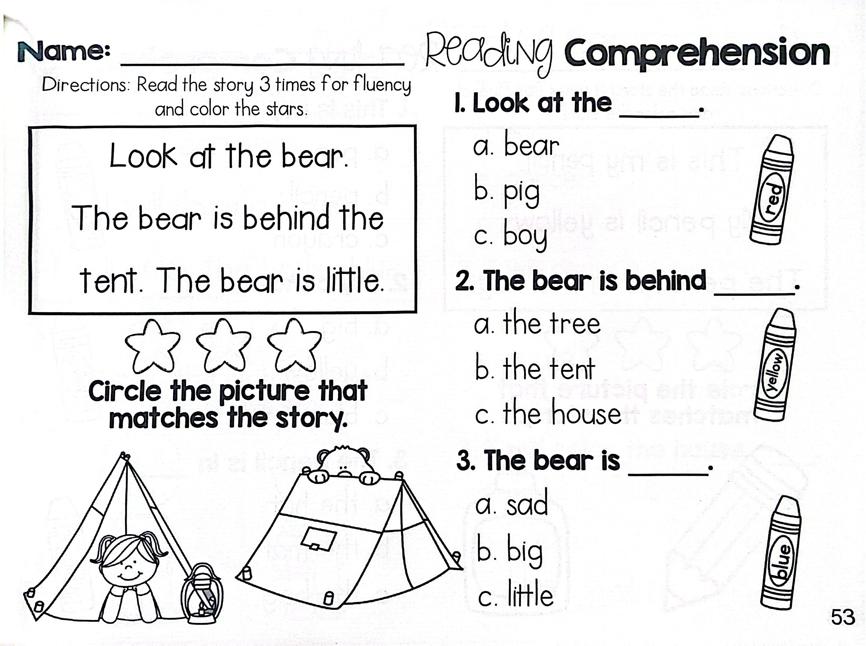 Name: ____________ Reading Comprehension
Directions: Read the story 3 times for fluency
and color the stars.
Look at the bear.
The bear is behind the
tent. The bear is little.
Circle the picture that
matches the story.
1. Look at the ______.
a. bear
b. pig
c. boy
red
2. The bear is behind ______.
a. the tree
b. the tent
c. the house
yellow
3. The bear is ______.
a. sad
b. big
c. little
blue
53